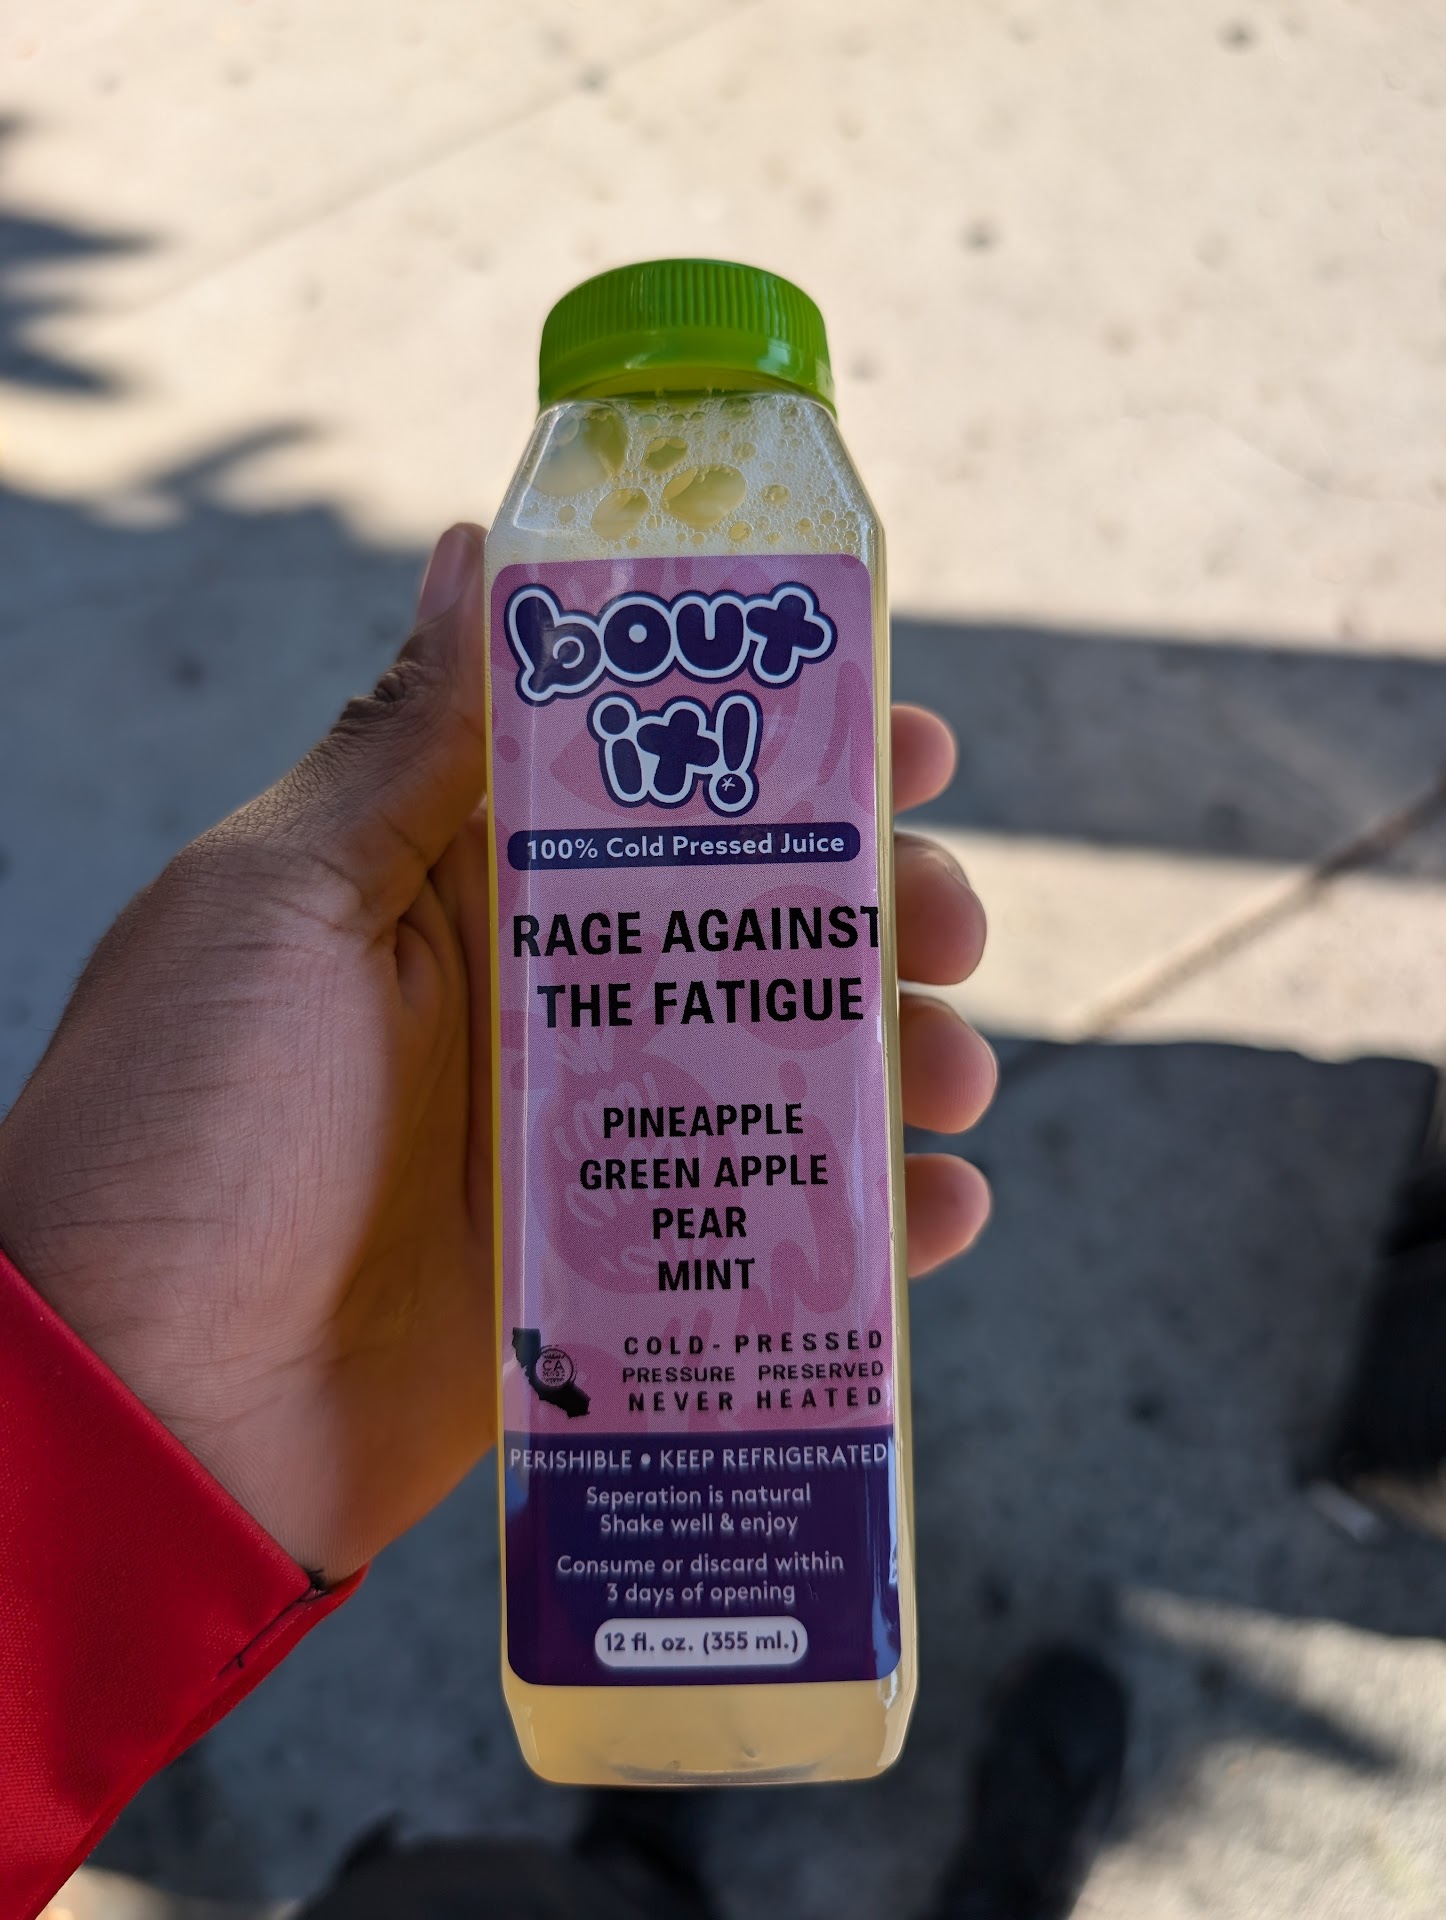 bout
it!
100% Cold Pressed Juice
RAGE AGAINST
THE FATIGUE
PINEAPPLE
GREEN APPLE
PEAR
MINT
CA
COLD-PRESSED
PRESSURE PRESERVED
NEVER HEATED
PERISHIBLE • KEEP REFRIGERATED
Seperation is natural
Shake well & enjoy
Consume or discard within
3 days of opening
12 fl. oz. (355 ml.)